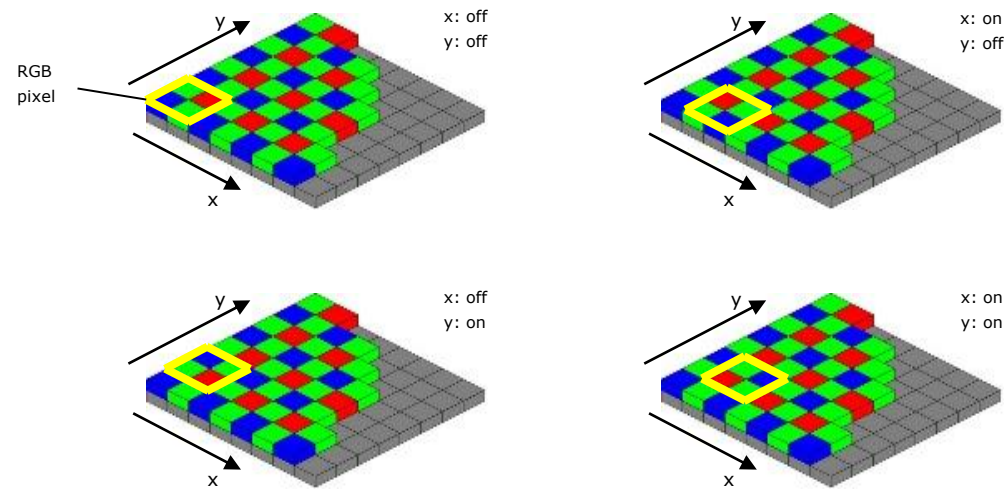 y
x: off
y: off
RGB
pixel
x
y
x: on
y: off
x
y
x: off
y: on
x
y
x: on
y: on
x